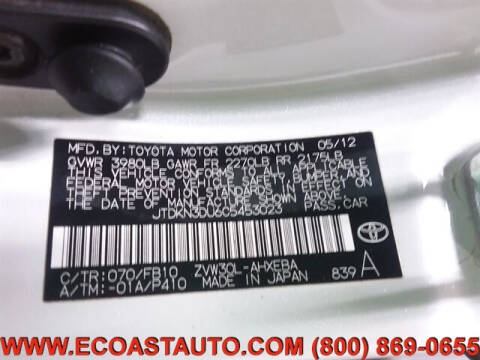 MFD. BY: TOYOTA MOTOR CORPORATION 05/12
GVWR 3980LB GAWR FR 2270LB RR 2175LB
THIS VEHICLE CONFORMS TO ALL APPLICABLE
FEDERAL MOTOR VEHICLE SAFETY, BUMPER, AND
THEFT PREVENTION STANDARDS IN EFFECT ON
THE DATE OF MANUFACTURE SHOWN ABOVE.
JTDKN3DU6C5453023 PASS.CAR
ZVW30L-AHXEBA
C/TR: 070/FB10 MADE IN JAPAN 839 A
A/TM: -01A/P410
WWW.ECOASTAUTO.COM (800) 869-0655